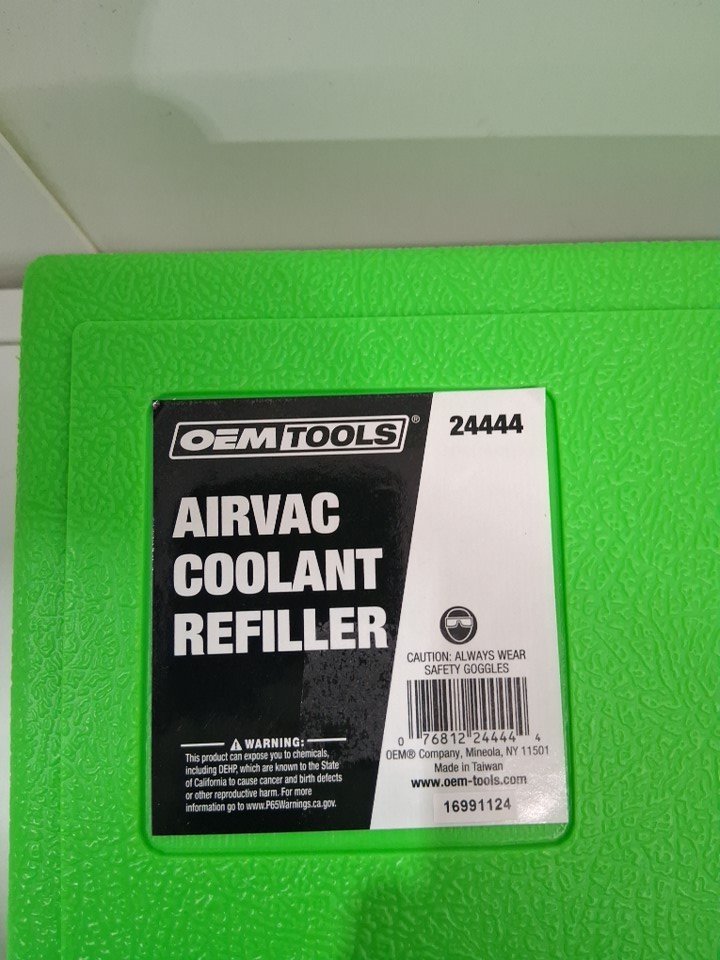 OEMTOOLS®
24444
AIRVAC
COOLANT
REFILLER
CAUTION: ALWAYS WEAR
SAFETY GOGGLES
0 76812 24444 4
OEM® Company, Mineola, NY 11501
Made in Taiwan
www.oem-tools.com
16991124
WARNING:
This product can expose you to chemicals,
including DEHP, which are known to the State
of California to cause cancer and birth defects
or other reproductive harm. For more
information go to www.P65Warnings.ca.gov.